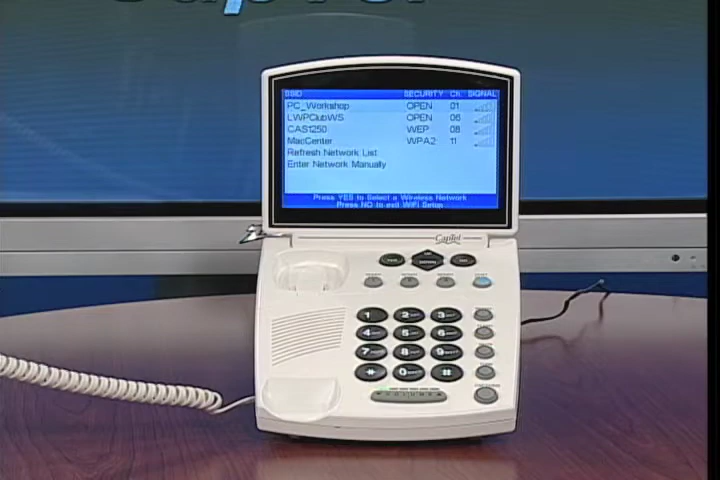 SSID SECURITY Ch. SIGNAL
PC_Workshop OPEN 01
LWPClubWS OPEN 06
CAS1250 WEP 08
MacCenter WPA2 11
Refresh Network List
Enter Network Manually
Press YES to Select a Wireless Network
Press NO to exit WiFi Setup
CapTel
1 2 3
4 5 6
7 8 9
* 0 #
VOLUME